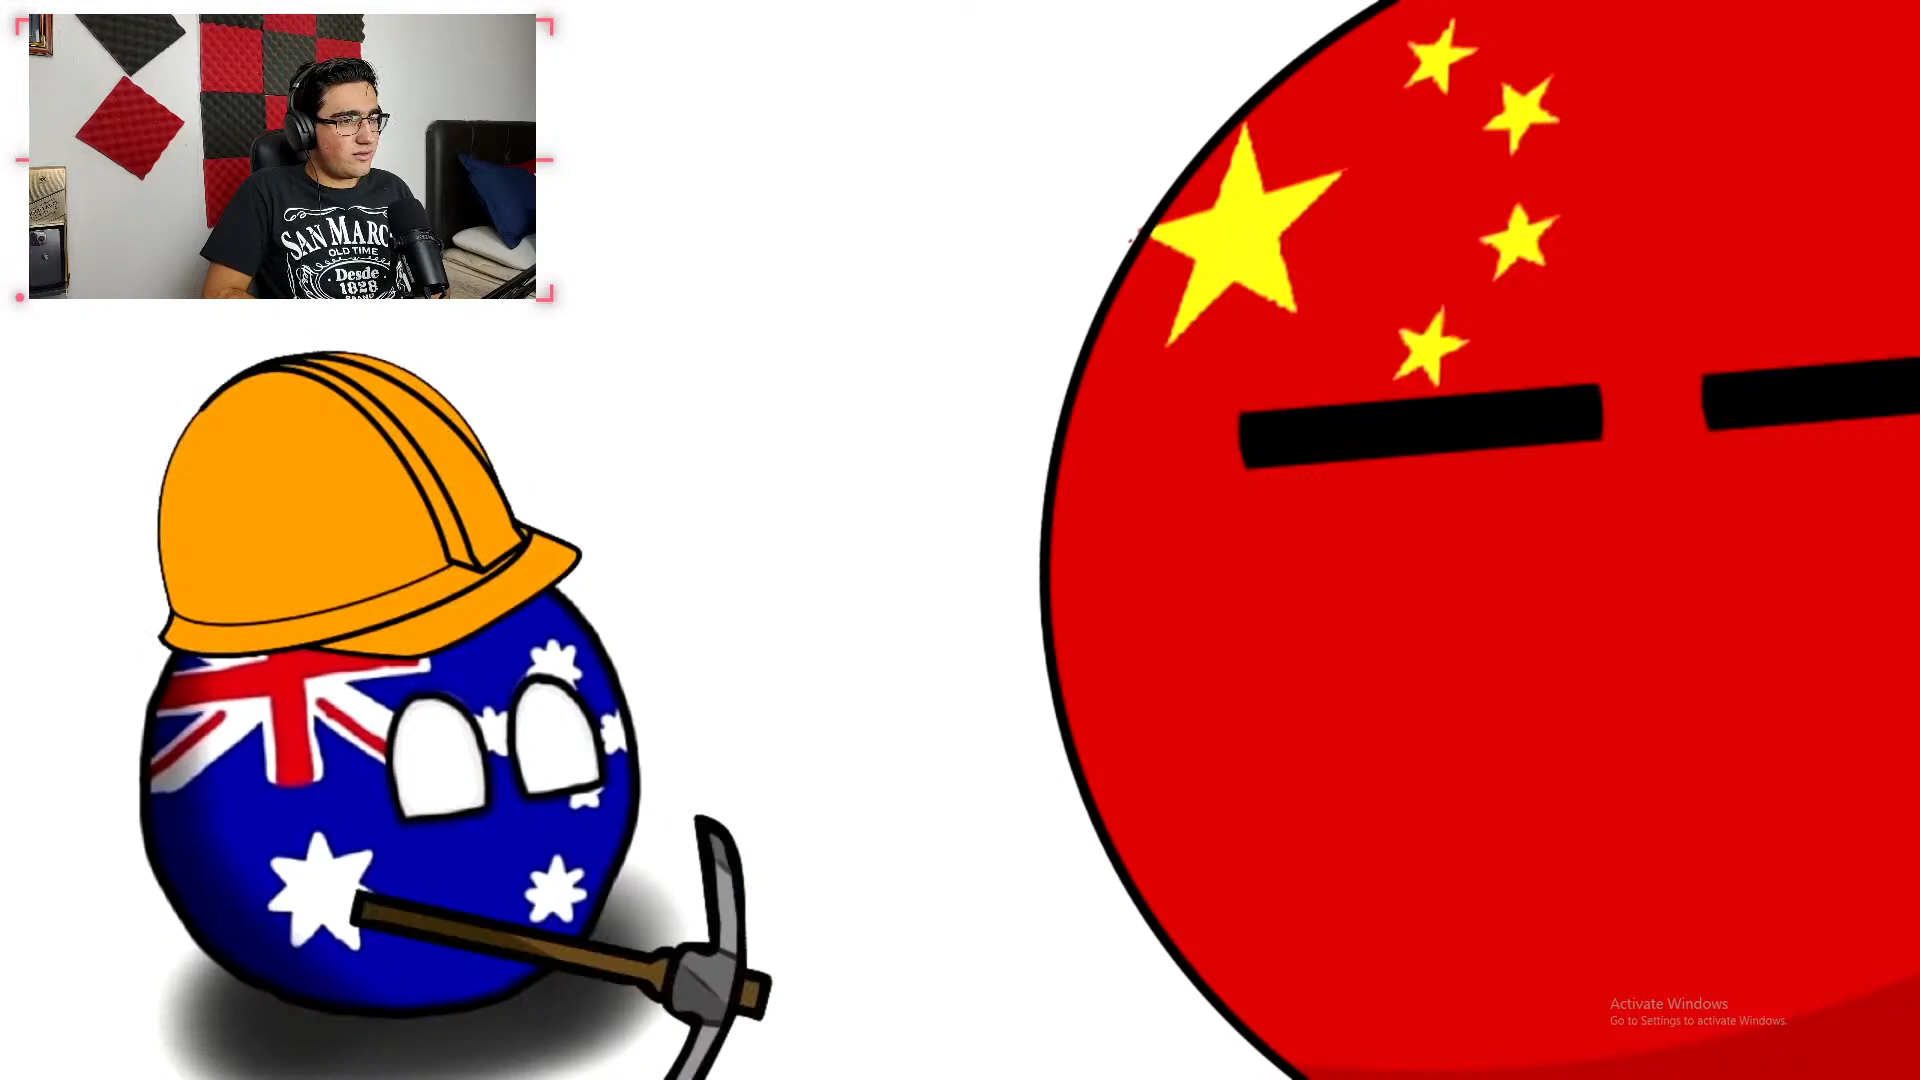 SAN MARC
OLD TIME
Desde
1828
Activate Windows
Go to Settings to activate Windows.